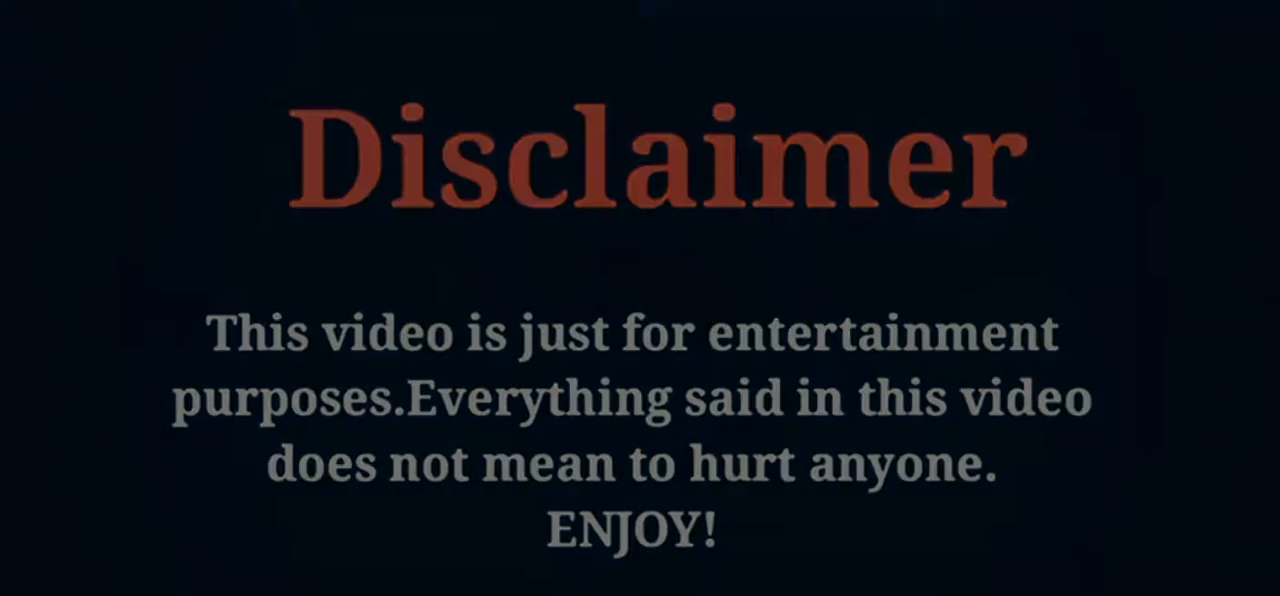 Disclaimer
This video is just for entertainment
purposes.Everything said in this video
does not mean to hurt anyone.
ENJOY!